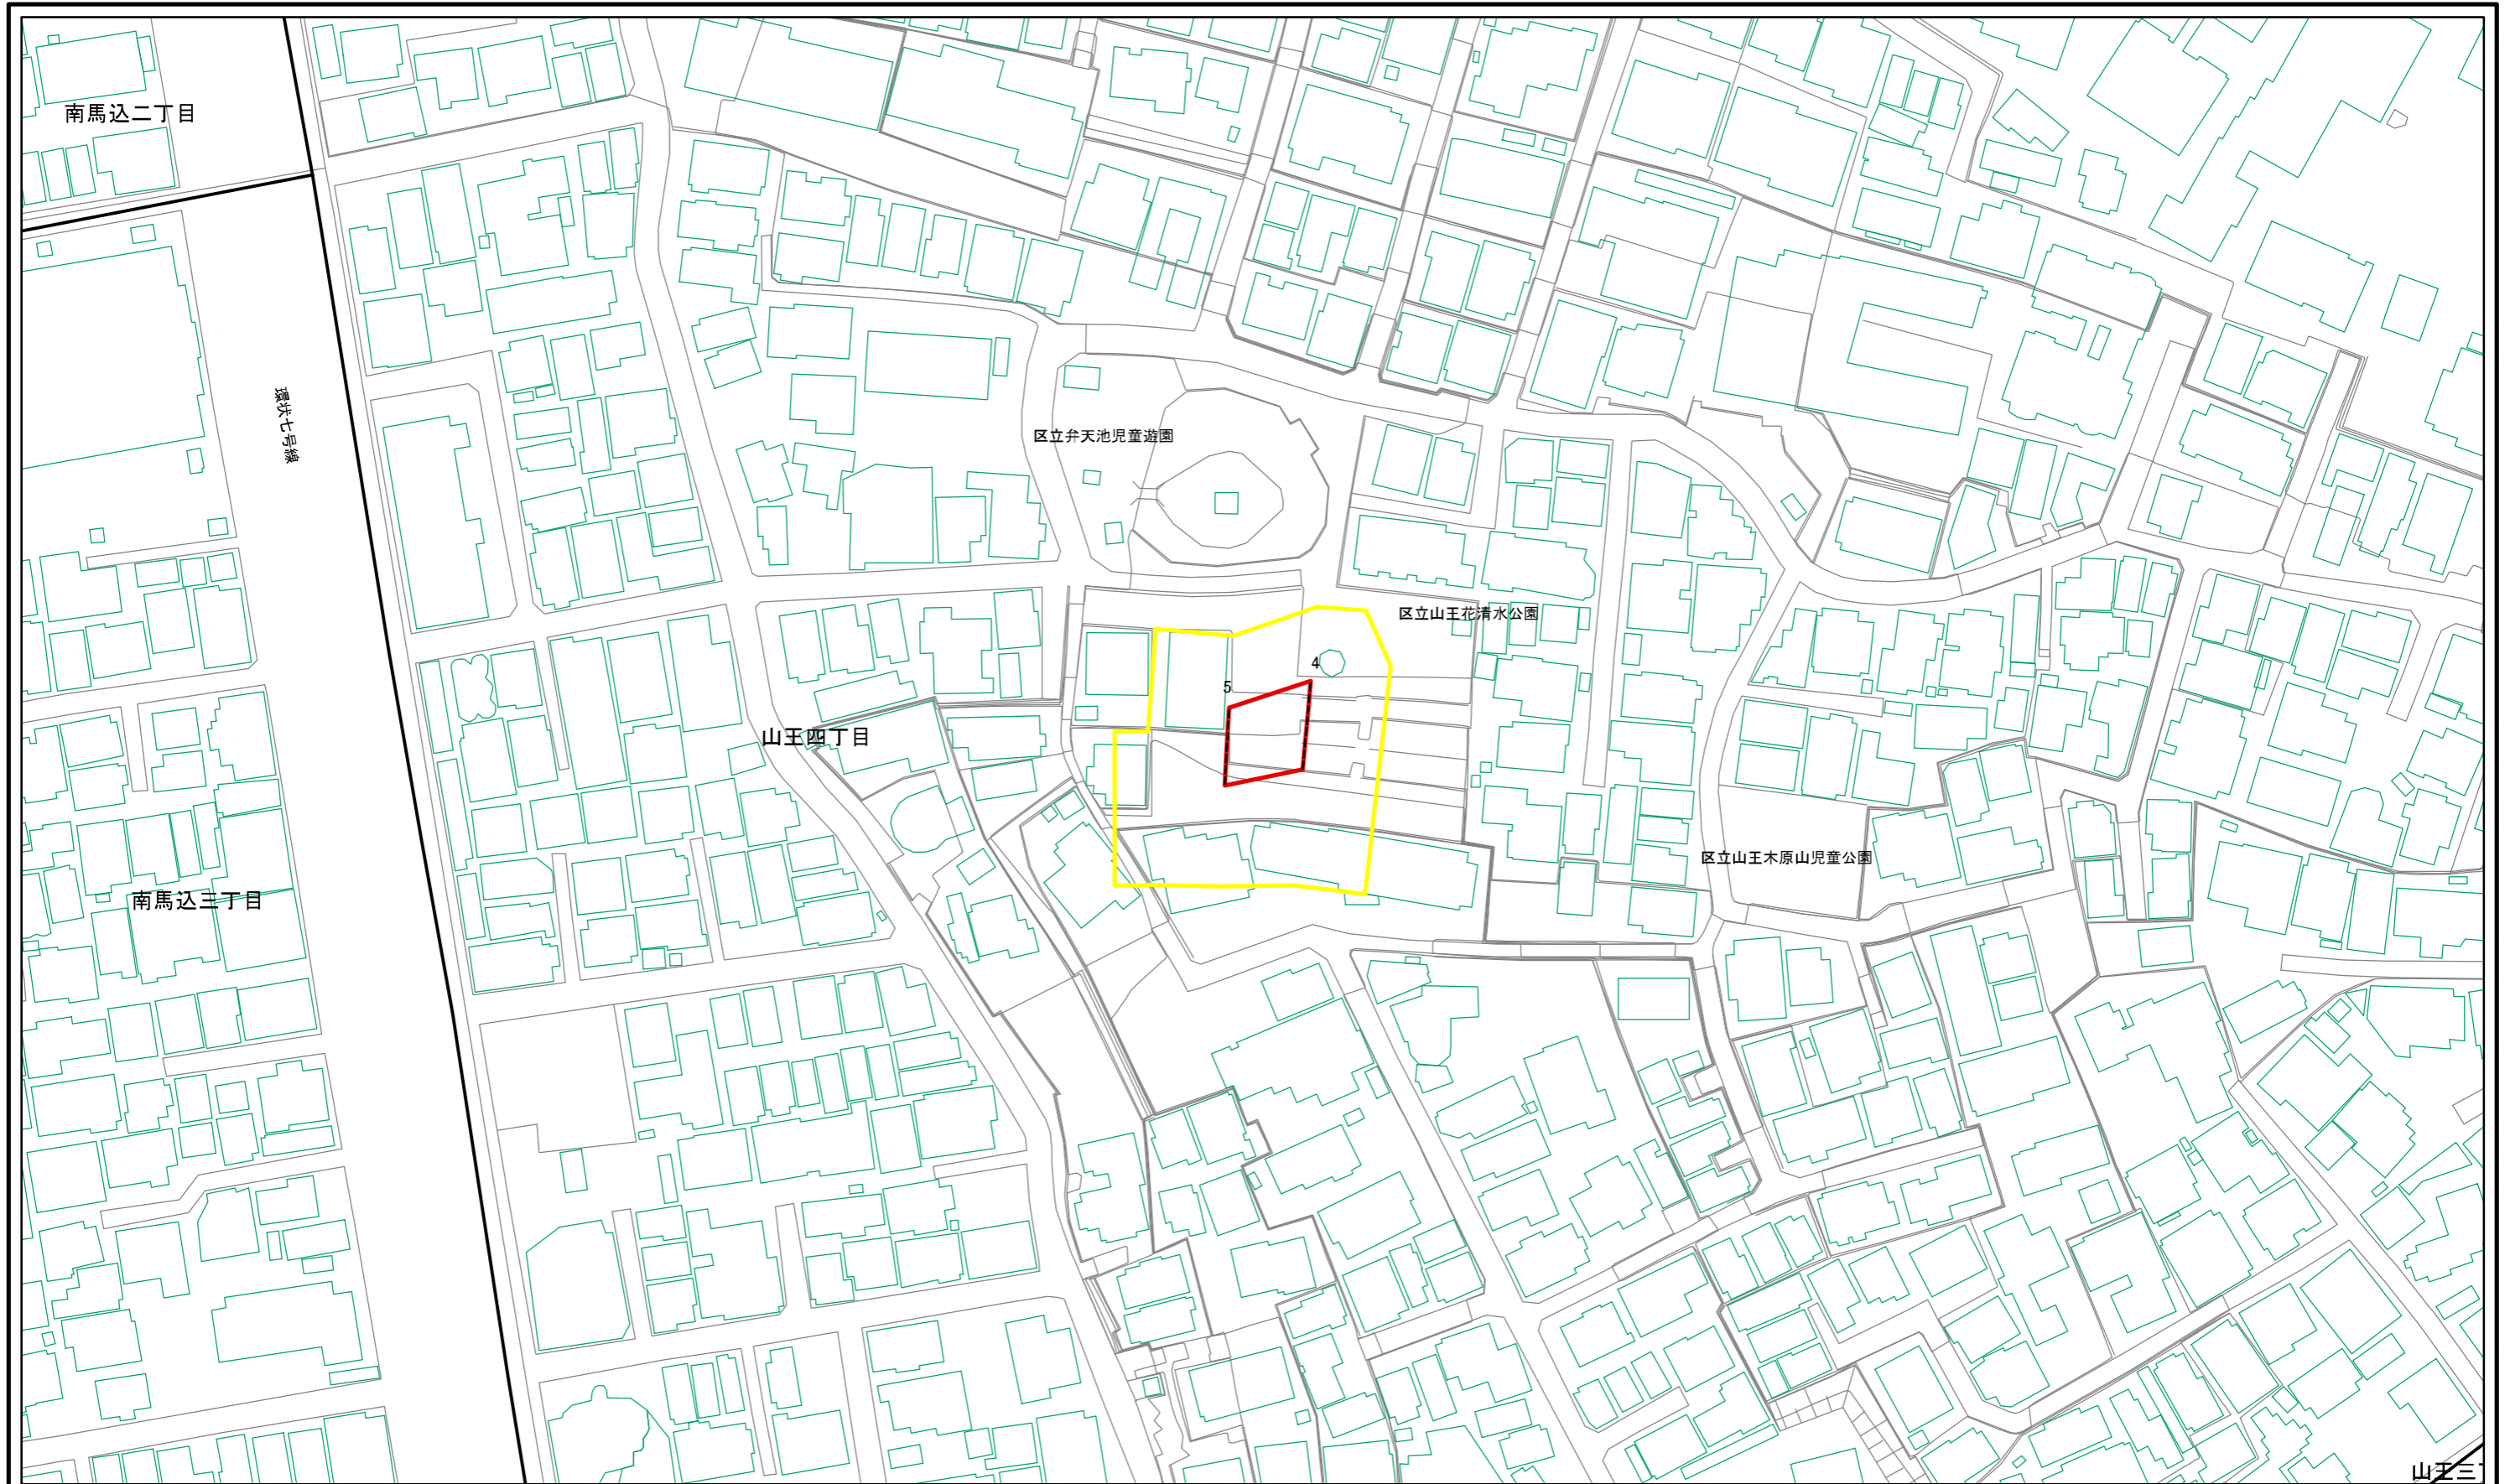 南馬込二丁目
環状七号線
区立弁天池児童遊園
区立山王花清水公園
4
5
山王四丁目
区立山王木原山児童公園
南馬込三丁目
山王三